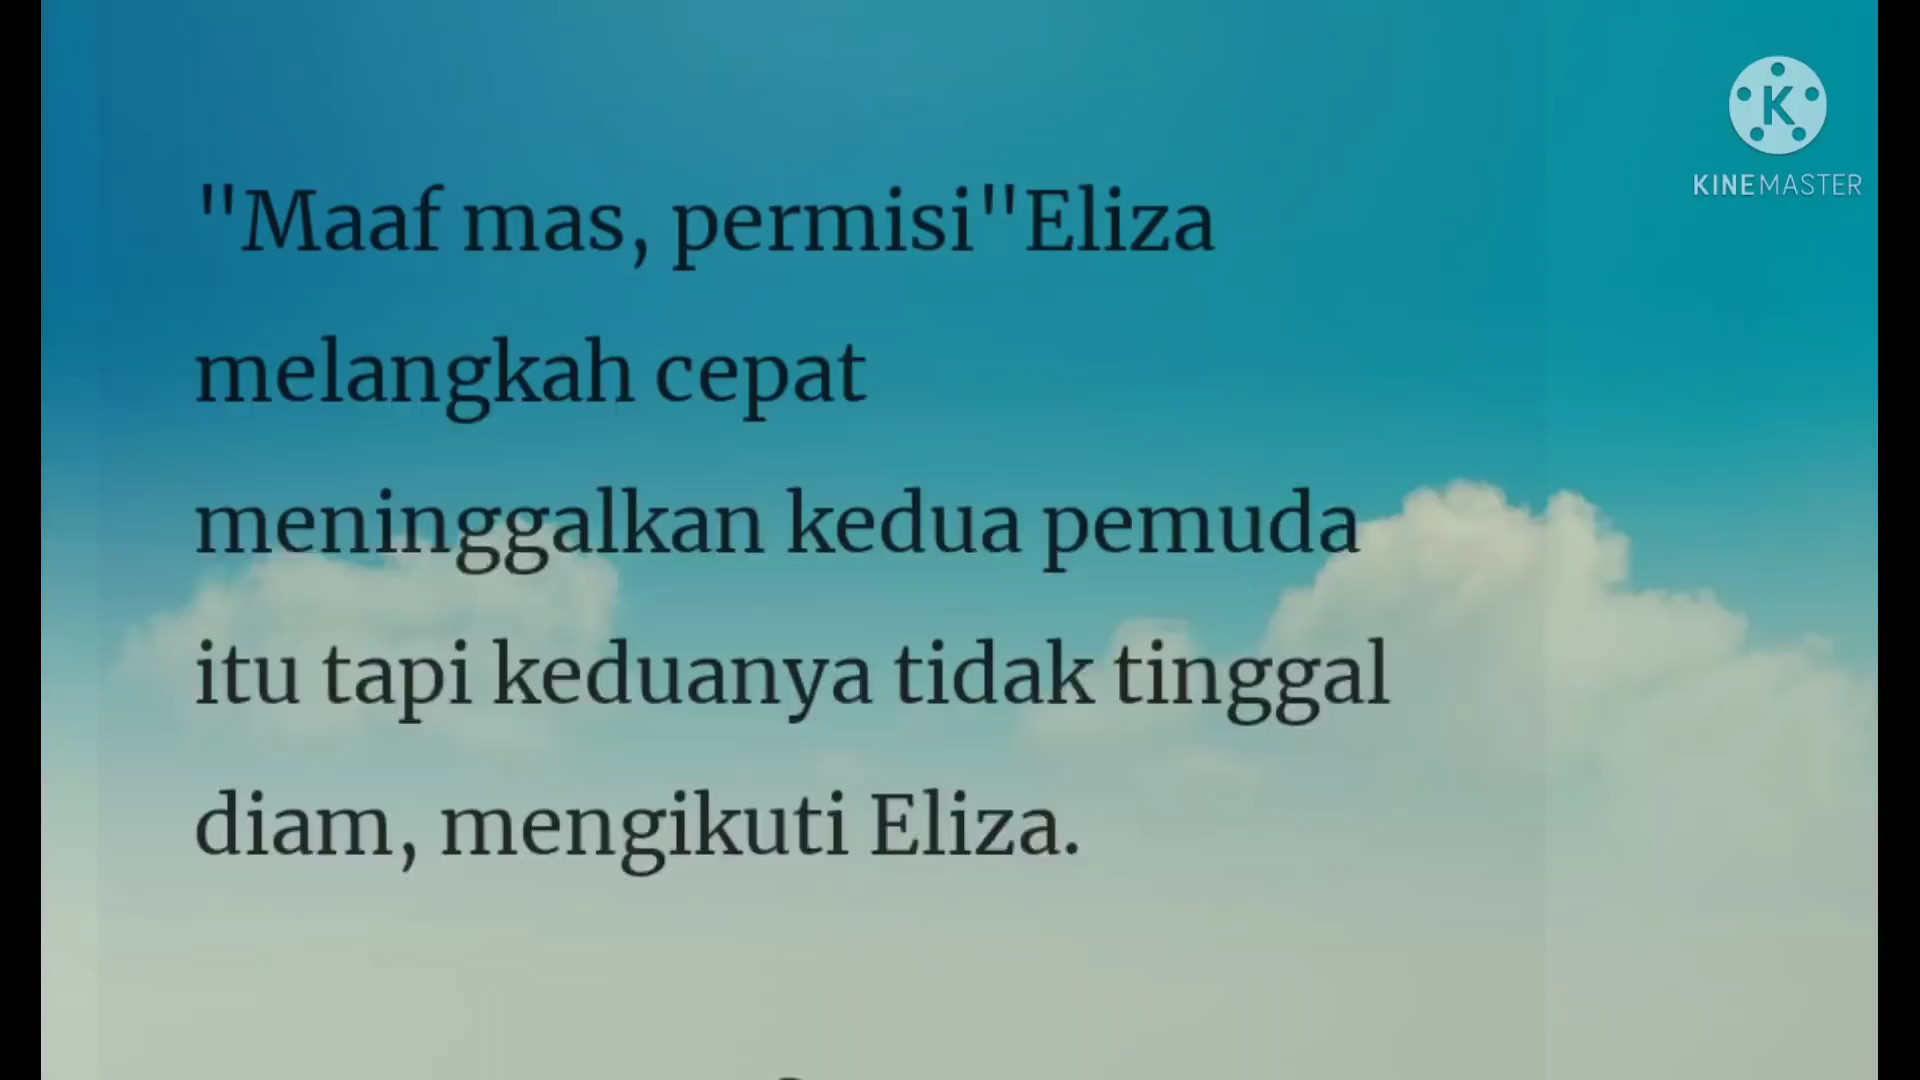 "Maaf mas, permisi"Eliza
melangkah cepat
meninggalkan kedua pemuda
itu tapi keduanya tidak tinggal
diam, mengikuti Eliza.
K
KINEMASTER